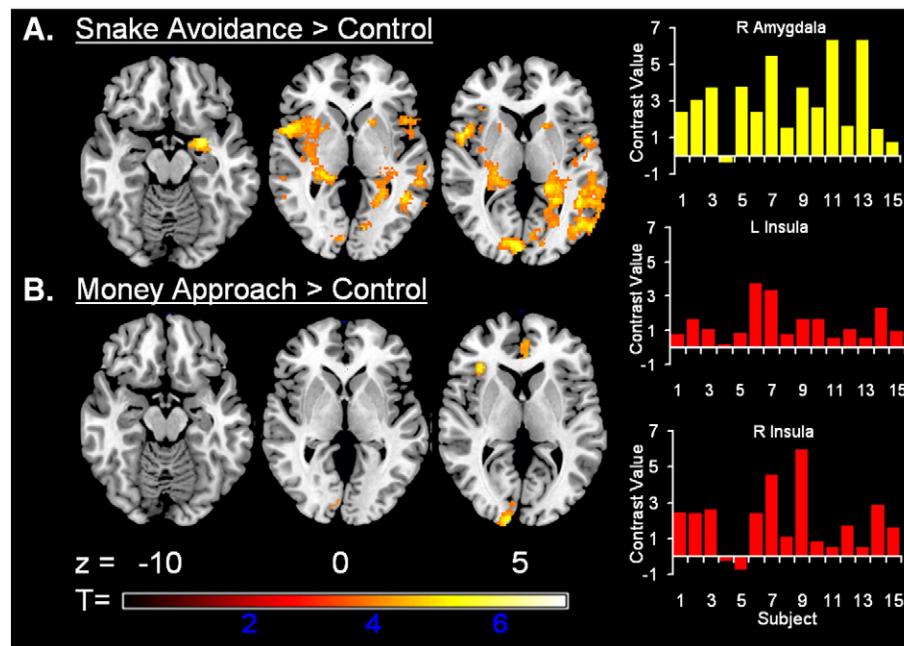 A. Snake Avoidance > Control
B. Money Approach > Control
z = -10 0 5
T=
2 4 6
R Amygdala
Contrast Value
7
5
3
1
-1
1 3 5 7 9 11 13 15
L Insula
Contrast Value
7
5
3
1
-1
1 3 5 7 9 11 13 15
R Insula
Contrast Value
7
5
3
1
-1
1 3 5 7 9 11 13 15
Subject